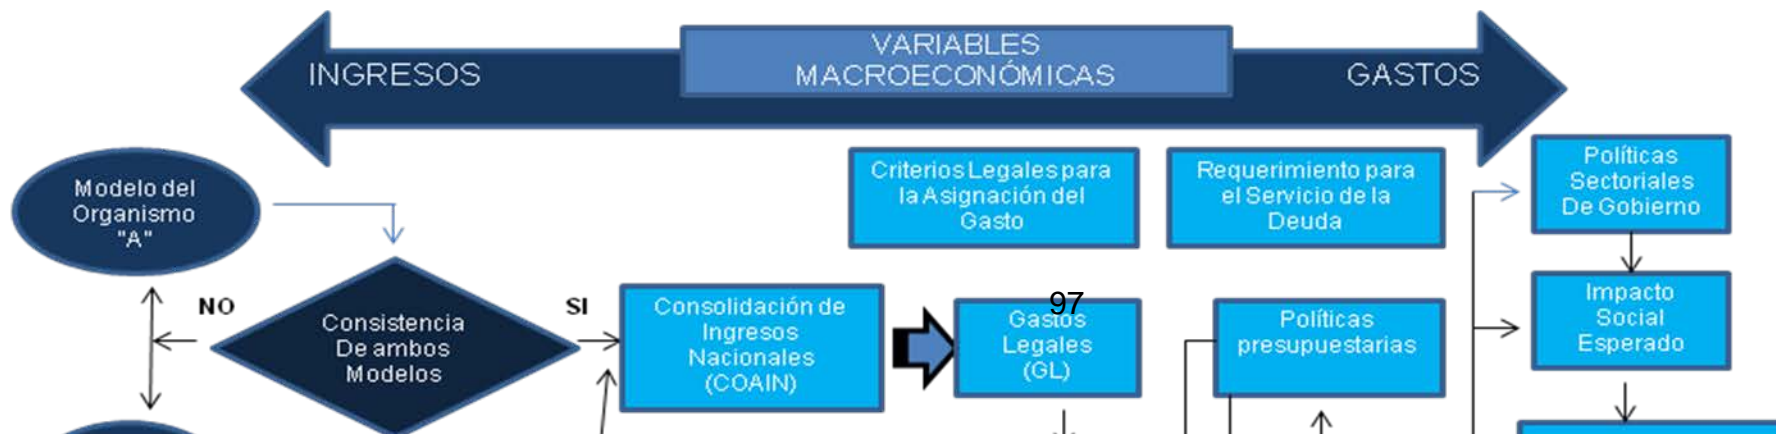 VARIABLES
MACROECONÓMICAS
INGRESOS
GASTOS
Modelo del
Organismo
"A"
Criterios Legales para
la Asignación del
Gasto
Requerimiento para
el Servicio de la
Deuda
Políticas
Sectoriales
De Gobierno
NO
Consistencia
De ambos
Modelos
SI
Consolidación de
Ingresos
Nacionales
(COAIN)
97
Gastos
Legales
(GL)
Políticas
presupuestarias
Impacto
Social
Esperado